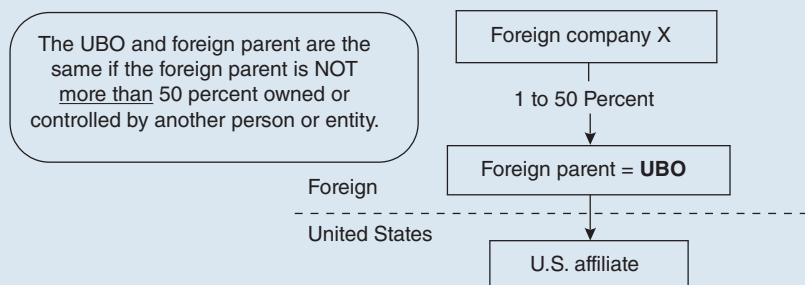 The UBO and foreign parent are the
same if the foreign parent is NOT
more than 50 percent owned or
controlled by another person or entity.
Foreign company X
1 to 50 Percent
Foreign parent = UBO
Foreign
United States
U.S. affiliate